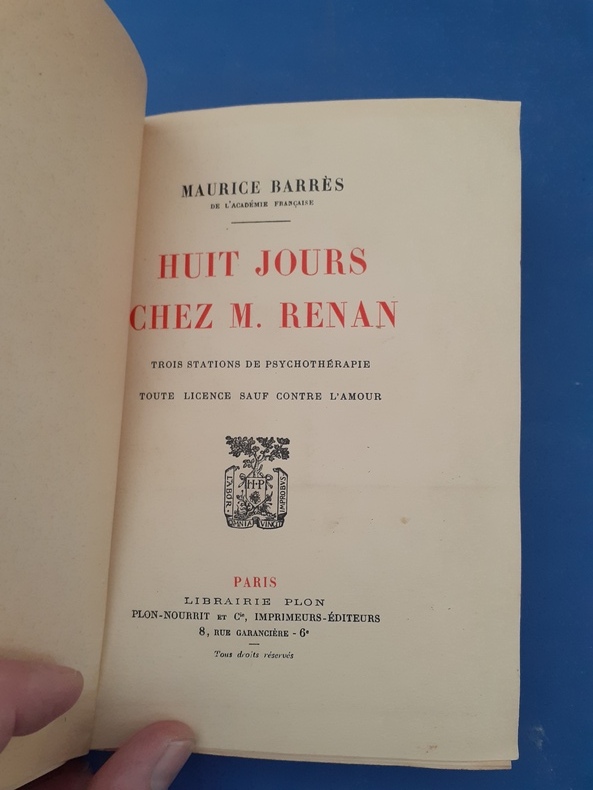 MAURICE BARRÈS
DE L'ACADÉMIE FRANÇAISE
HUIT JOURS
CHEZ M. RENAN
TROIS STATIONS DE PSYCHOTHÉRAPIE
TOUTE LICENCE SAUF CONTRE L'AMOUR
H·P
LABOR
IMPROBVS
OMNIA VINCIT
PARIS
LIBRAIRIE PLON
PLON-NOURRIT ET Cie, IMPRIMEURS-ÉDITEURS
8, RUE GARANCIÈRE - 6e
Tous droits réservés